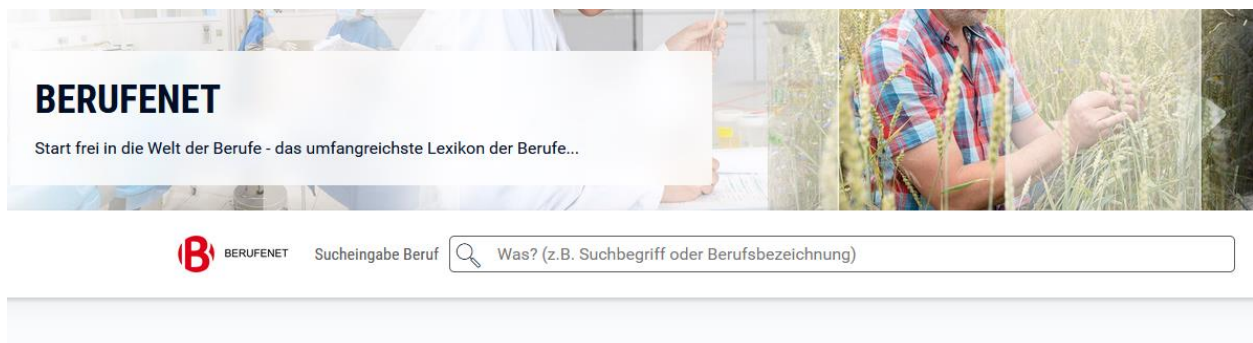 BERUFENET
Start frei in die Welt der Berufe - das umfangreichste Lexikon der Berufe...
B BERUFENET Sucheingabe Beruf Was? (z.B. Suchbegriff oder Berufsbezeichnung)